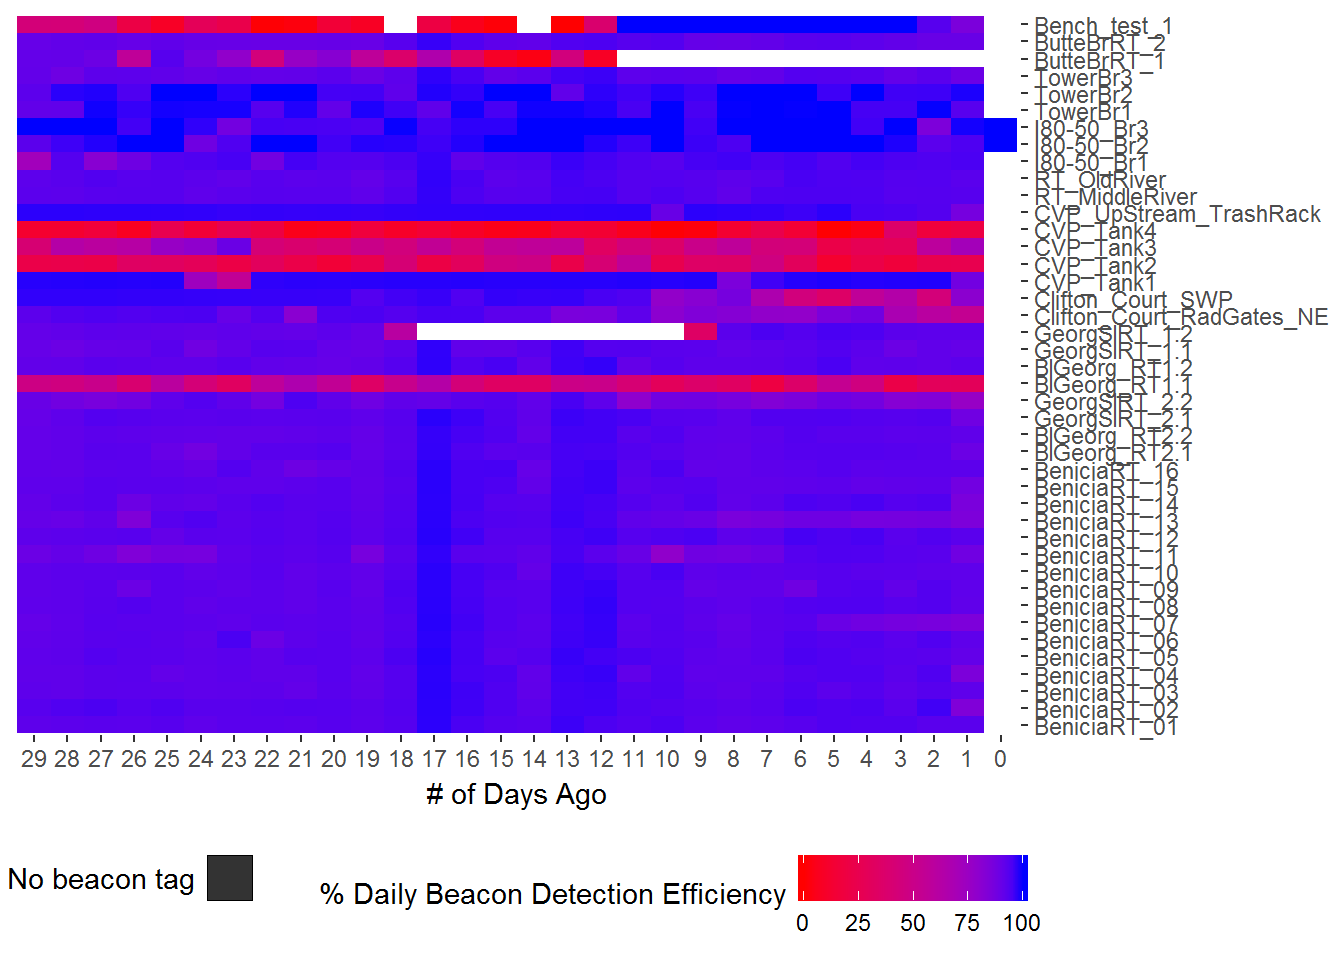 Bench_test_1
ButteBrRT_2
ButteBrRT_1
TowerBr3
TowerBr2
TowerBr1
I80-50_Br3
I80-50_Br2
I80-50_Br1
RT_OldRiver
RT_MiddleRiver
CVP_UpStream_TrashRack
CVP_Tank4
CVP_Tank3
CVP_Tank2
CVP_Tank1
Clifton_Court_SWP
Clifton_Court_RadGates_NE
GeorgSlRT_1.2
GeorgSlRT_1.1
BlGeorg_RT1.2
BlGeorg_RT1.1
GeorgSlRT_2.2
GeorgSlRT_2.1
BlGeorg_RT2.2
BlGeorg_RT2.1
BeniciaRT_16
BeniciaRT_15
BeniciaRT_14
BeniciaRT_13
BeniciaRT_12
BeniciaRT_11
BeniciaRT_10
BeniciaRT_09
BeniciaRT_08
BeniciaRT_07
BeniciaRT_06
BeniciaRT_05
BeniciaRT_04
BeniciaRT_03
BeniciaRT_02
BeniciaRT_01
29 28 27 26 25 24 23 22 21 20 19 18 17 16 15 14 13 12 11 10 9 8 7 6 5 4 3 2 1 0
# of Days Ago
No beacon tag
% Daily Beacon Detection Efficiency
0 25 50 75 100